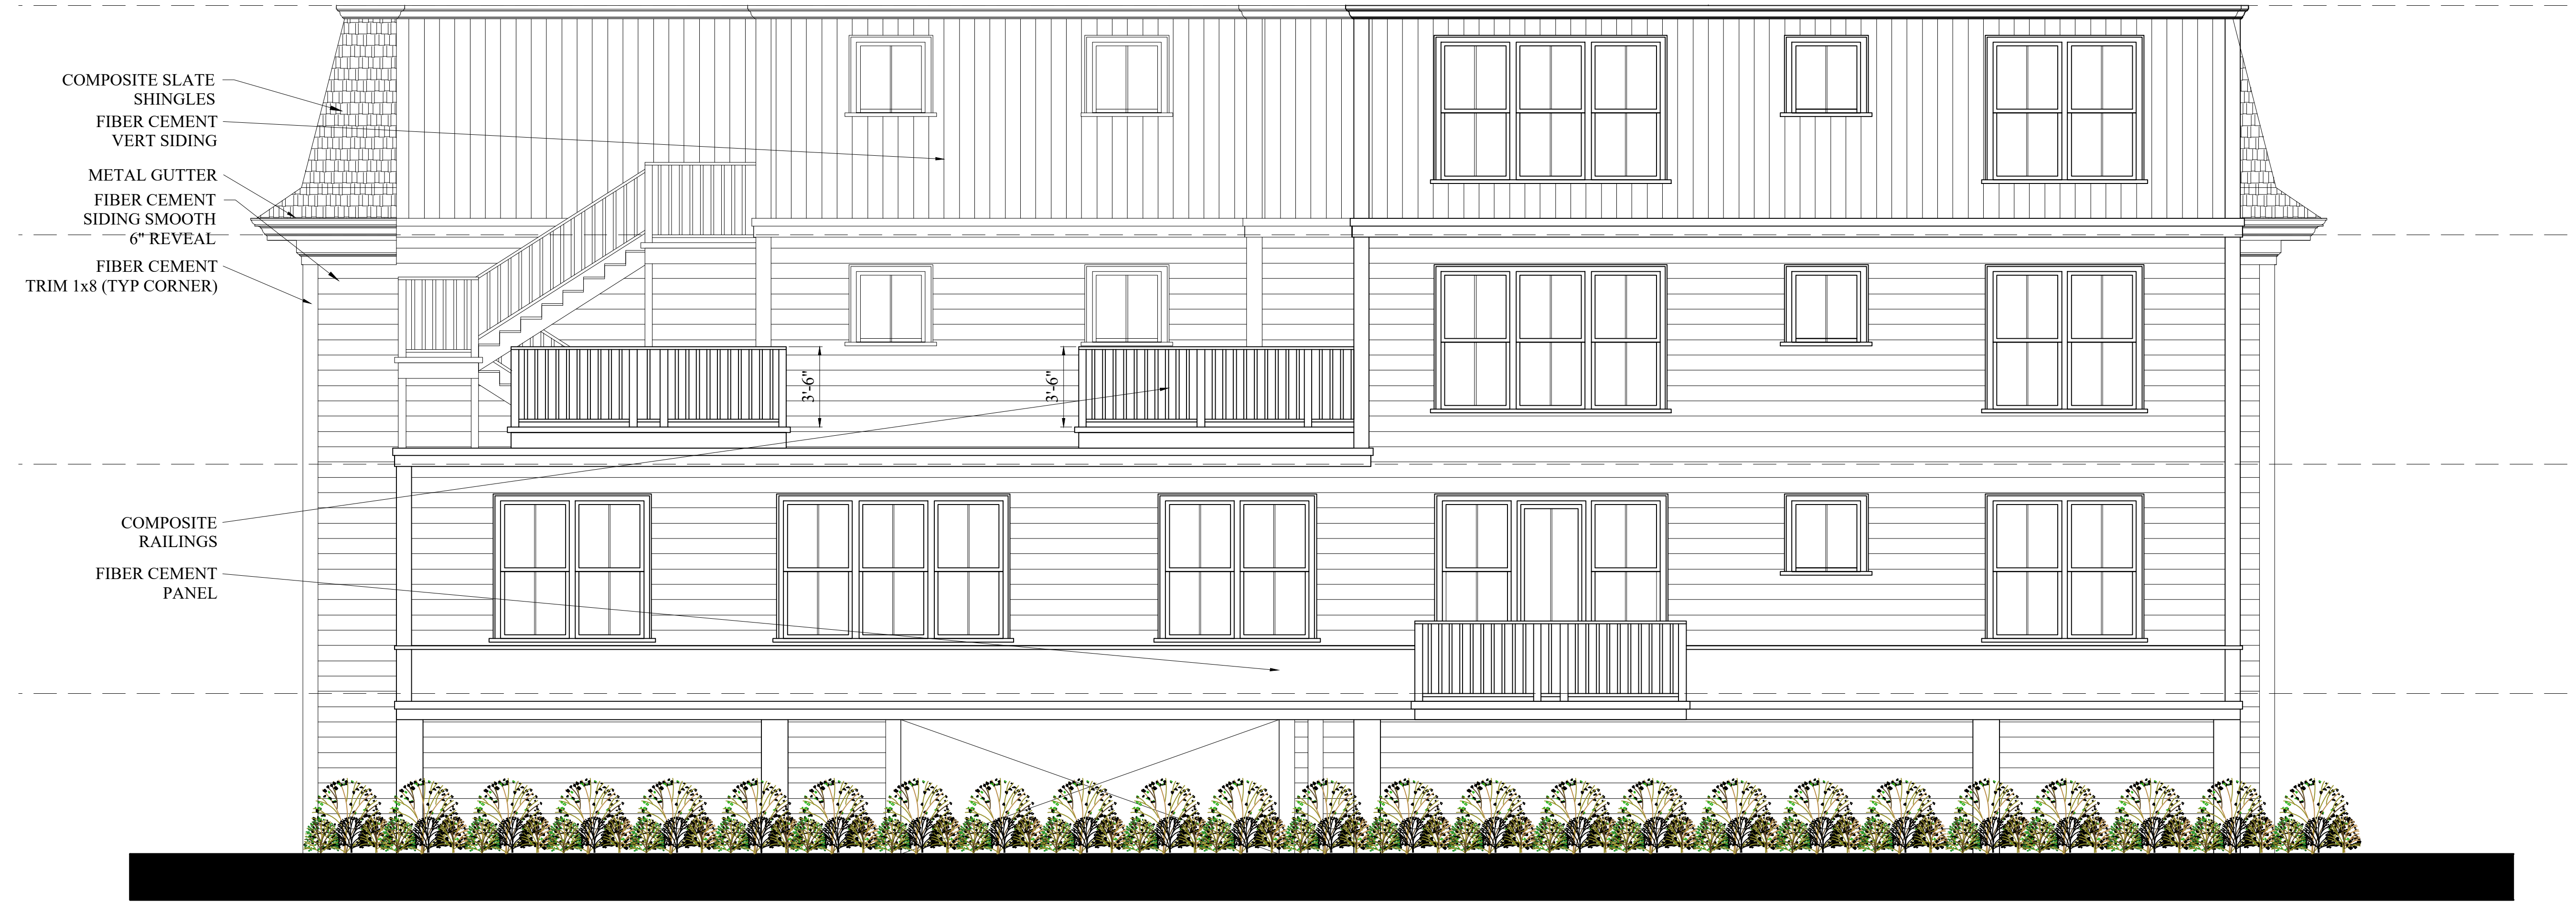 COMPOSITE SLATE
SHINGLES
FIBER CEMENT
VERT SIDING
METAL GUTTER
FIBER CEMENT
SIDING SMOOTH
6" REVEAL
FIBER CEMENT
TRIM 1x8 (TYP CORNER)
3'-6"
3'-6"
COMPOSITE
RAILINGS
FIBER CEMENT
PANEL